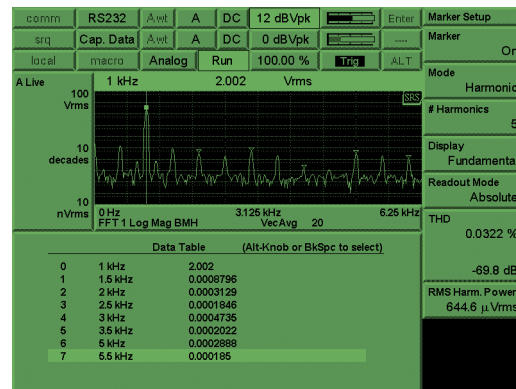 comm RS232 Awt A DC 12 dBVpk Enter Marker Setup
srq Cap. Data Awt A DC 0 dBVpk ---- Marker
On
local macro Analog Run 100.00 % Trig ALT
Mode
Harmonic
A Live 1 kHz 2.002 Vrms
100
Vrms
SRS
# Harmonics
5
Display
Fundamental
10
decades
Readout Mode
Absolute
10
nVrms
0 Hz 3.125 kHz 6.25 kHz
FFT 1 Log Mag BMH VecAvg 20
THD
0.0322 %
-69.8 dB
RMS Harm. Power
644.6 µVrms
Data Table (Alt-Knob or BkSpc to select)
0 1 kHz 2.002
1 1.5 kHz 0.0008796
2 2 kHz 0.0003129
3 2.5 kHz 0.0001846
4 3 kHz 0.0004735
5 3.5 kHz 0.0002022
6 5 kHz 0.0002888
7 5.5 kHz 0.000185